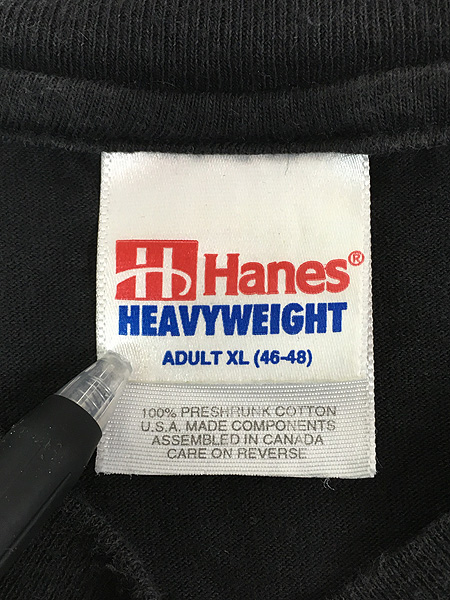 H Hanes®
HEAVYWEIGHT
ADULT XL (46-48)
100% PRESHRUNK COTTON
U.S.A. MADE COMPONENTS
ASSEMBLED IN CANADA
CARE ON REVERSE